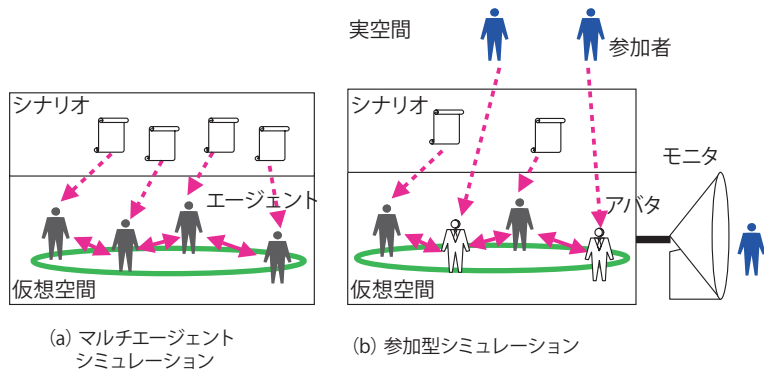 シナリオ
エージェント
仮想空間
(a) マルチエージェント
シミュレーション
実空間
参加者
シナリオ
モニタ
アバタ
仮想空間
(b) 参加型シミュレーション